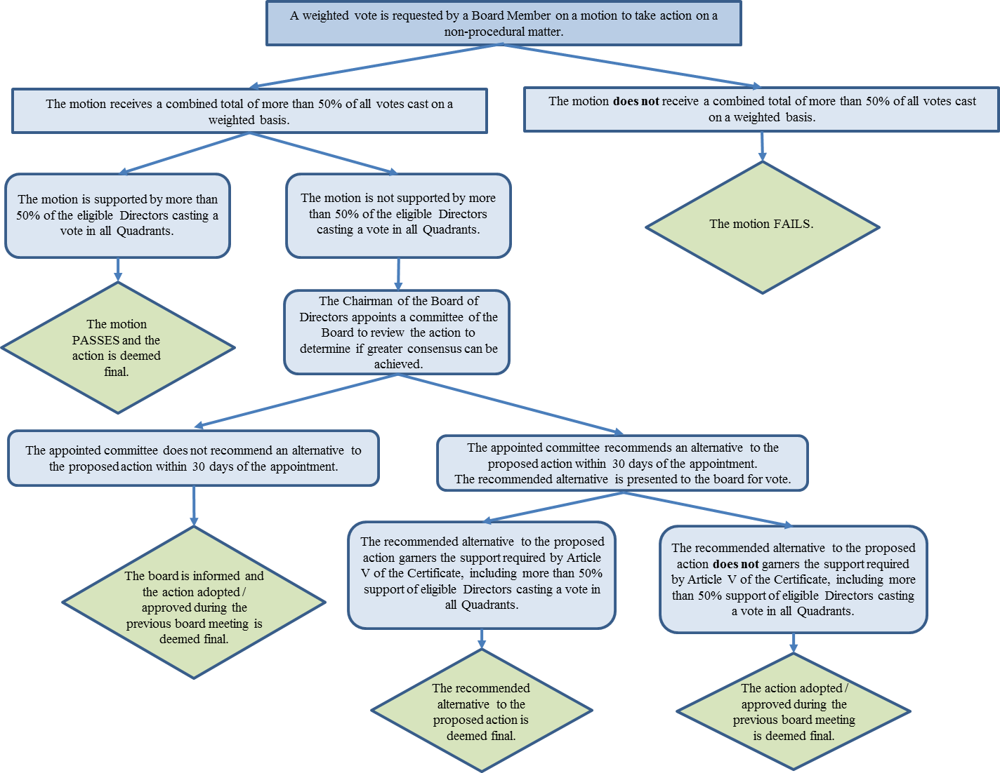 A weighted vote is requested by a Board Member on a motion to take action on a
non-procedural matter.
The motion receives a combined total of more than 50% of all votes cast on a
weighted basis.
The motion does not receive a combined total of more than 50% of all votes cast
on a weighted basis.
The motion is supported by more than
50% of the eligible Directors casting a
vote in all Quadrants.
The motion is not supported by more
than 50% of the eligible Directors
casting a vote in all Quadrants.
The motion FAILS.
The motion
PASSES and the
action is deemed
final.
The Chairman of the Board of
Directors appoints a committee of the
Board to review the action to
determine if greater consensus can be
achieved.
The appointed committee does not recommend an alternative to
the proposed action within 30 days of the appointment.
The appointed committee recommends an alternative to the
proposed action within 30 days of the appointment.
The recommended alternative is presented to the board for vote.
The board is informed and
the action adopted /
approved during the
previous board meeting is
deemed final.
The recommended alternative to the proposed
action garners the support required by Article
V of the Certificate, including more than 50%
support of eligible Directors casting a vote in
all Quadrants.
The recommended alternative to the proposed
action does not garners the support required
by Article V of the Certificate, including more
than 50% support of eligible Directors casting
a vote in all Quadrants.
The recommended
alternative to the
proposed action is
deemed final.
The action adopted /
approved during the
previous board meeting
is deemed final.